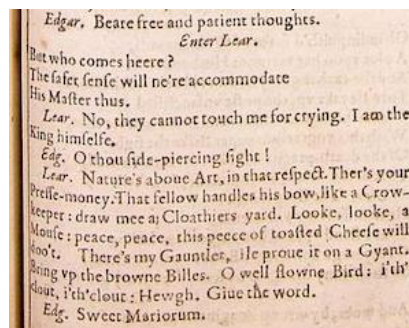 Edgar. Beare free and patient thoughts.
Enter Lear.
But who comes heere?
The safer sense will ne're accommodate
His Master thus.
Lear. No, they cannot touch me for crying. I am the
King himselfe.
Edg. O thou side-piercing sight!
Lear. Nature's aboue Art, in that respect. Ther's your
Presse-money. That fellow handles his bow, like a Crow-
keeper: draw mee a Cloathiers yard. Looke, looke, a
Mouse: peace, peace, this peece of toasted Cheese will
doo't. There's my Gauntlet, Ile proue it on a Gyant.
Bring vp the browne Billes. O well flowne Bird: i'th'
clout, i'th'clout: Hewgh. Giue the word.
Edg. Sweet Mariorum.